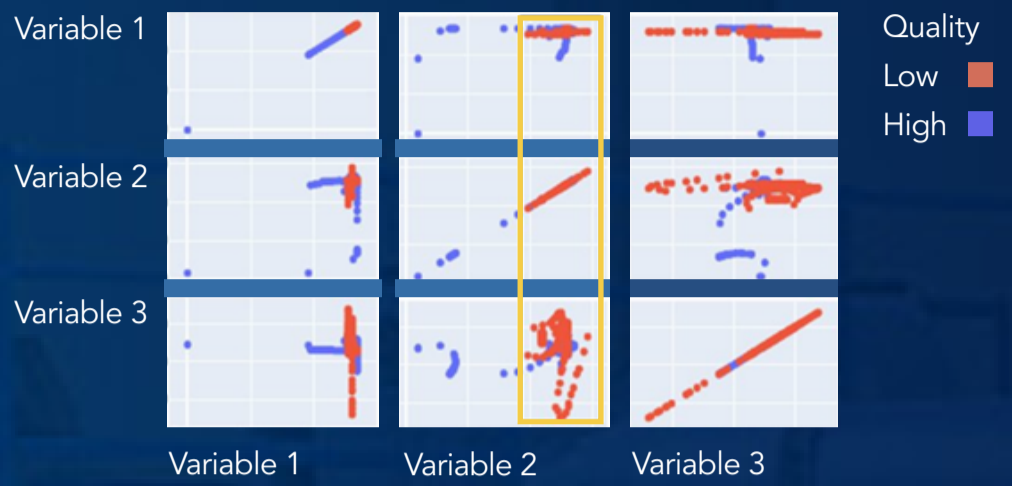 Variable 1
Quality
Low
High
Variable 2
Variable 3
Variable 1
Variable 2
Variable 3